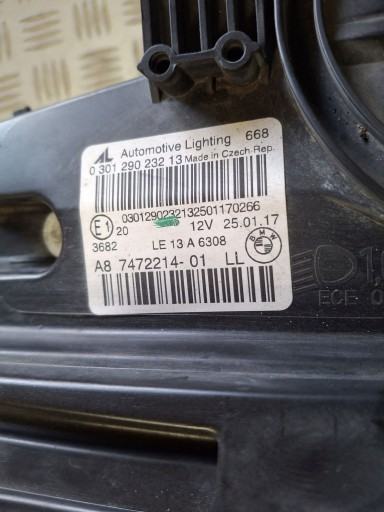 AL Automotive Lighting 668
0 301 290 232 13 Made in Czech Rep.
0301290232132501170266
E1 20 12V 25.01.17
3682 LE 13 A 6308 BMW
A8 7472214-01 LL
ECE